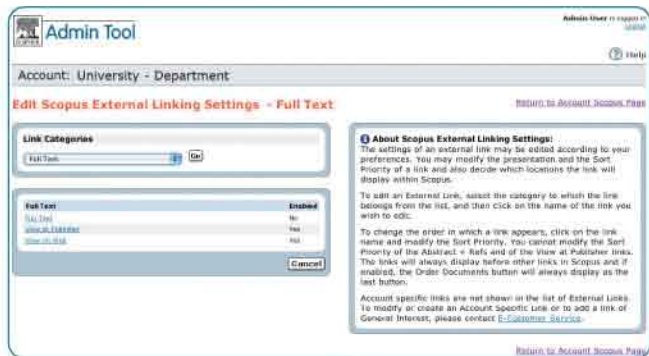 Admin Tool
Admin User is logged in
Logout
Help
Account: University - Department
Edit Scopus External Linking Settings - Full Text
Return to Account Scopus Page
Link Categories
Full Text
Go
Full Text Enabled
Full Text No
View at Publisher Yes
View on Web Yes
Cancel
About Scopus External Linking Settings:
The settings of an external link may be edited according to your
preferences. You may modify the presentation and the Sort
Priority of a link and also decide which locations the link will
display within Scopus.
To edit an External Link, select the category to which the link
belongs from the list, and then click on the name of the link you
wish to edit.
To change the order in which a link appears, click on the link
name and modify the Sort Priority. You cannot modify the Sort
Priority of the Abstract + Refs and of the View at Publisher links.
The links will always display before other links in Scopus and if
enabled, the Order Documents button will always display as the
last button.
Account specific links are not shown in the list of External Links.
To modify or create an Account Specific Link or to add a link of
General Interest, please contact E-Customer Service.
Return to Account Scopus Page